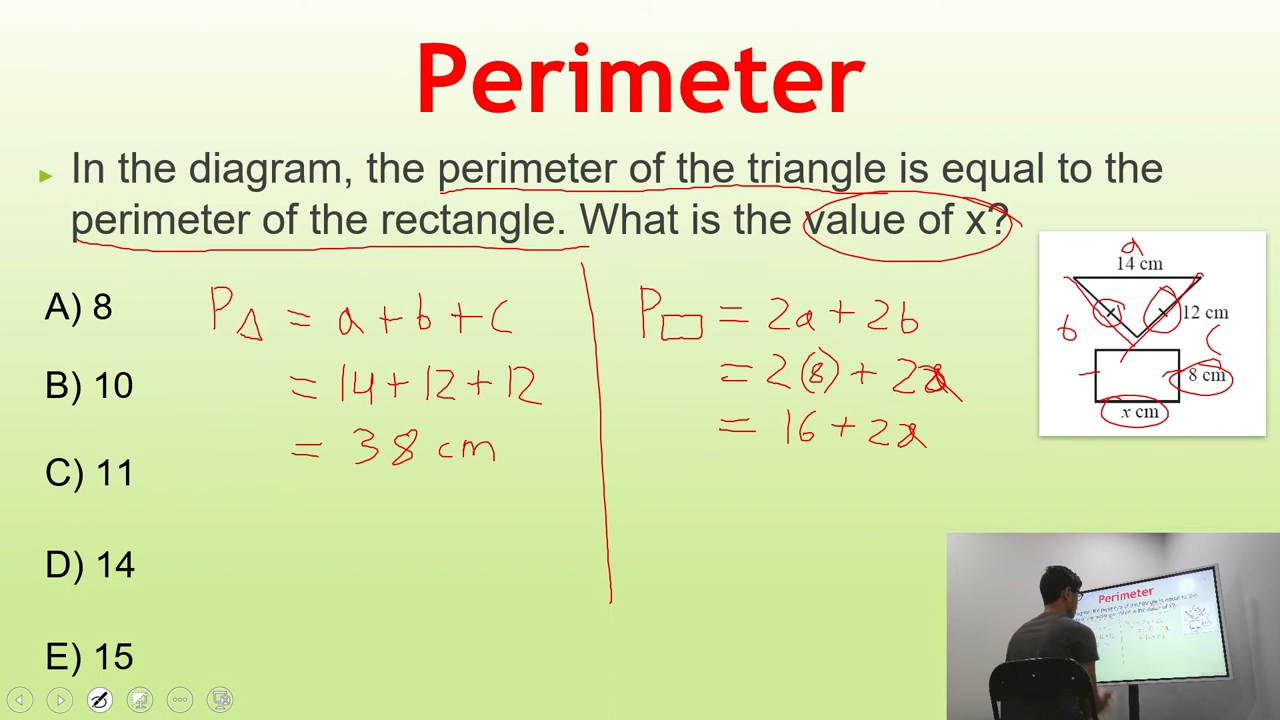 Perimeter
In the diagram, the perimeter of the triangle is equal to the
perimeter of the rectangle. What is the value of x?
A) 8
B) 10
C) 11
D) 14
E) 15
P△ = a + b + c
= 14 + 12 + 12
= 38 cm
P▭ = 2a + 2b
= 2(8) + 2x
= 16 + 2x
a
14 cm
b
12 cm
c
8 cm
x cm
Perimeter